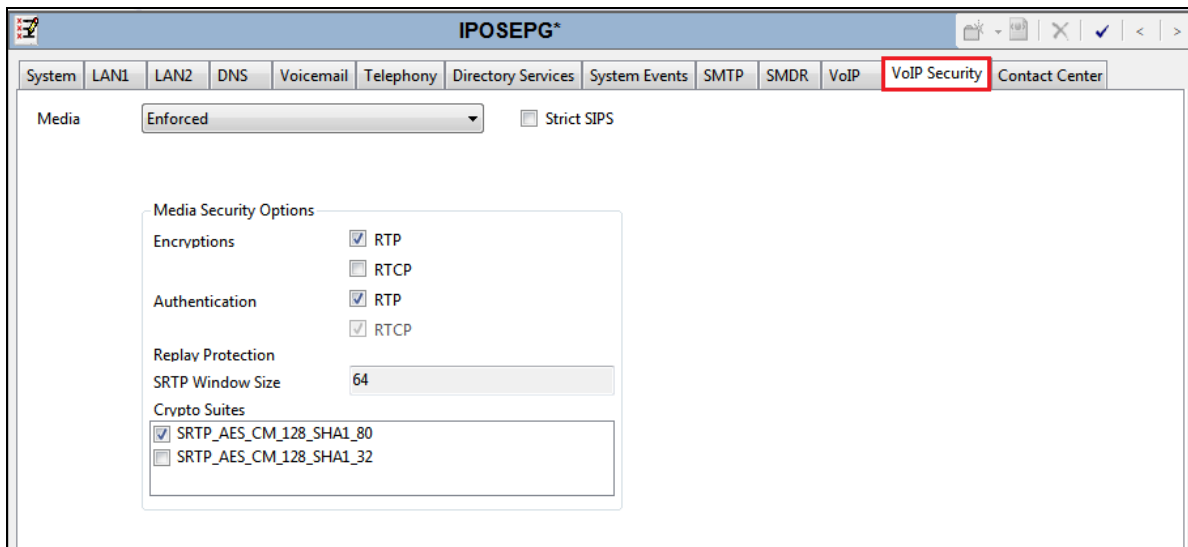 IPOSEPG*
System LAN1 LAN2 DNS Voicemail Telephony Directory Services System Events SMTP SMDR VoIP VoIP Security Contact Center
Media Enforced Strict SIPS
Media Security Options
Encryptions RTP
RTCP
Authentication RTP
RTCP
Replay Protection
SRTP Window Size 64
Crypto Suites
SRTP_AES_CM_128_SHA1_80
SRTP_AES_CM_128_SHA1_32